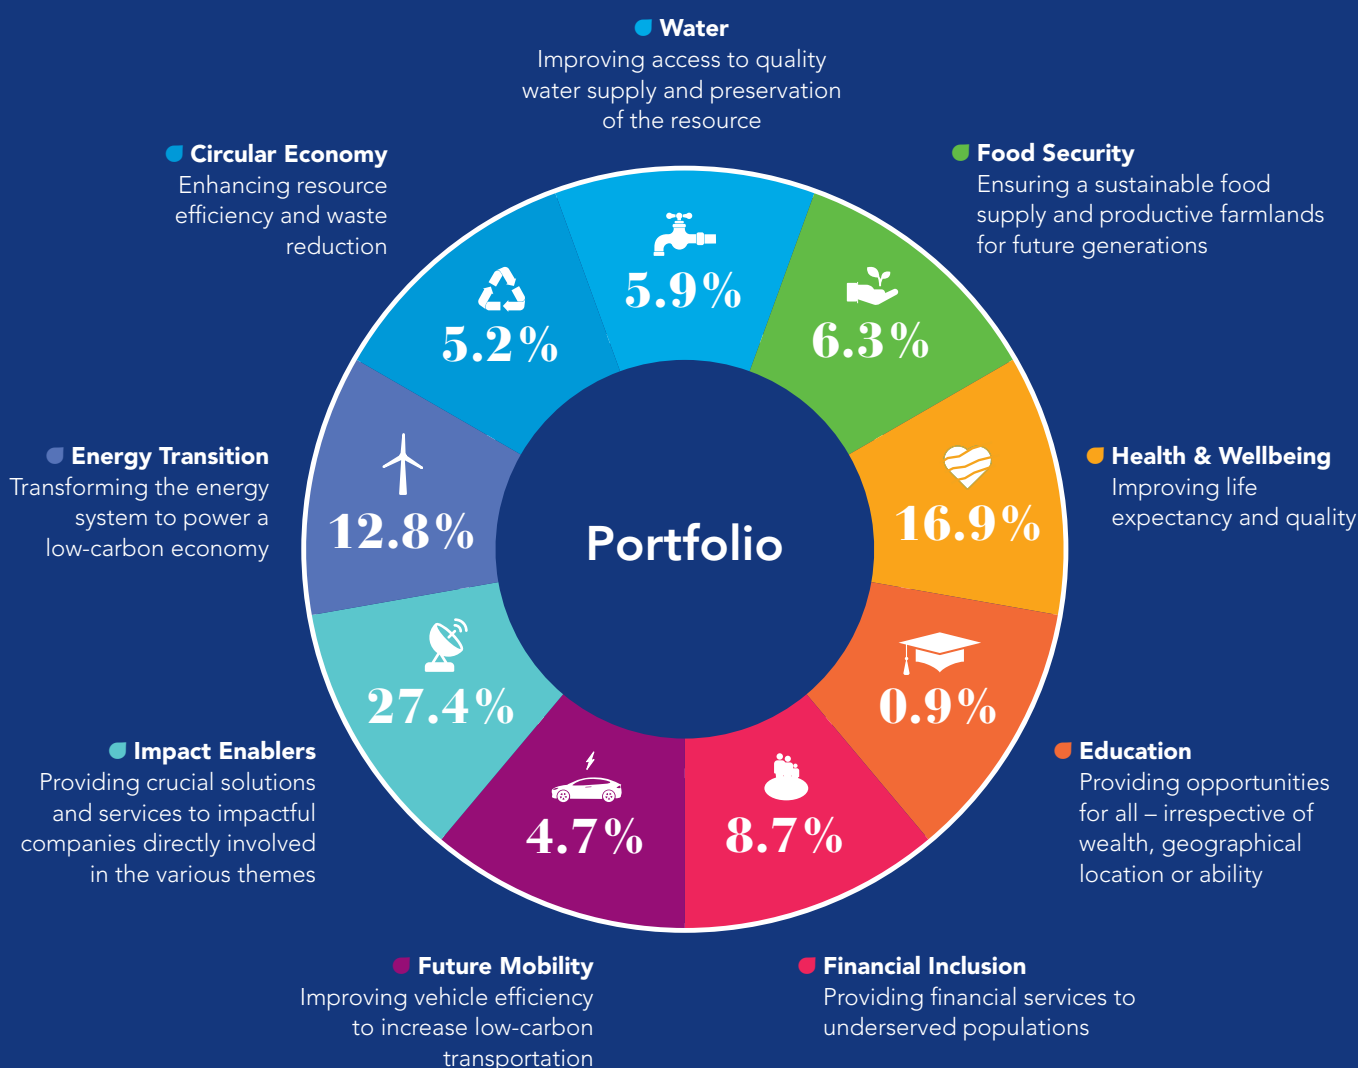 Water
Improving access to quality
water supply and preservation
of the resource
Circular Economy
Enhancing resource
efficiency and waste
reduction
Food Security
Ensuring a sustainable food
supply and productive farmlands
for future generations
5.9%
5.2%
6.3%
Energy Transition
Transforming the energy
system to power a
low-carbon economy
12.8%
Portfolio
16.9%
Health & Wellbeing
Improving life
expectancy and quality
27.4%
0.9%
Impact Enablers
Providing crucial solutions
and services to impactful
companies directly involved
in the various themes
4.7%
8.7%
Education
Providing opportunities
for all – irrespective of
wealth, geographical
location or ability
Future Mobility
Improving vehicle efficiency
to increase low-carbon
transportation
Financial Inclusion
Providing financial services to
underserved populations